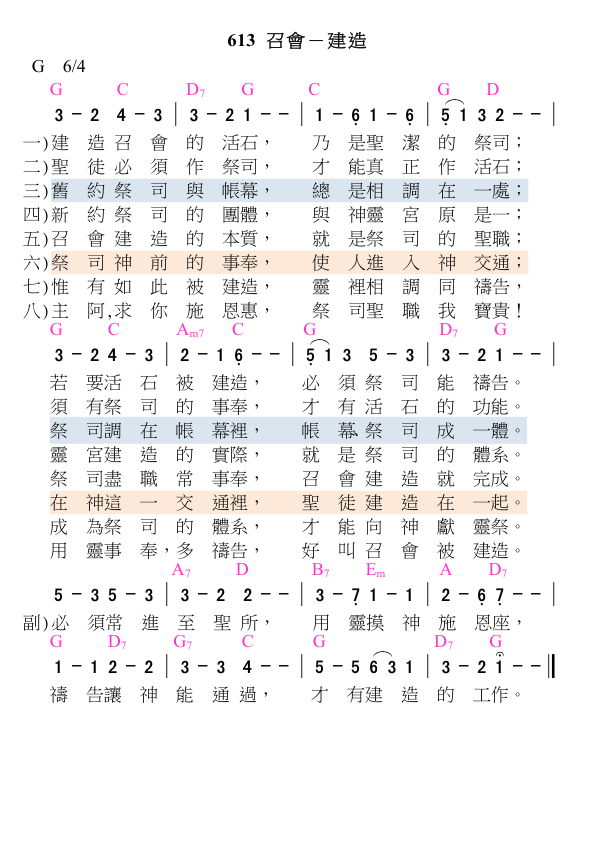 613 召會－建造
G 6/4
G C D7 G C G D
3 - 2 4 - 3 | 3 - 2 1 - - | 1 - 6 1 - 6 | 5 1 3 2 - - |
一)建 造 召 會 的 活石， 乃 是聖 潔 的 祭司；
二)聖 徒 必 須 作 祭司， 才 能真 正 作 活石；
三)舊 約 祭 司 與 帳幕， 總 是相 調 在 一處；
四)新 約 祭 司 的 團體， 與 神靈 宮 原 是一；
五)召 會 建 造 的 本質， 就 是祭 司 的 聖職；
六)祭 司 神 前 的 事奉， 使 人進 入 神 交通；
七)惟 有 如 此 被 建造， 靈 裡相 調 同 禱告，
八)主 阿,求 你 施 恩惠， 祭 司聖 職 我 寶貴！
G C Am7 C G D7 G
3 - 2 4 - 3 | 2 - 1 6 - - | 5 1 3 5 - 3 | 3 - 2 1 - - |
若 要活 石 被 建造， 必 須 祭 司 能 禱告。
須 有祭 司 的 事奉， 才 有 活 石 的 功能。
祭 司調 在 帳 幕裡， 帳 幕、祭 司 成 一體。
靈 宮建 造 的 實際， 就 是 祭 司 的 體系。
祭 司盡 職 常 事奉， 召 會 建 造 就 完成。
在 神這 一 交 通裡， 聖 徒 建 造 在 一起。
成 為祭 司 的 體系， 才 能 向 神 獻 靈祭。
用 靈事 奉,多 禱告， 好 叫 召 會 被 建造。
A7 D B7 Em A D7
5 - 3 5 - 3 | 3 - 2 2 - - | 3 - 7 1 - 1 | 2 - 6 7 - - |
副)必 須常 進 至 聖 所， 用 靈摸 神 施 恩座，
G D7 G7 C G D7 G
1 - 1 2 - 2 | 3 - 3 4 - - | 5 - 5 6 3 1 | 3 - 2 1 - - ‖
禱 告讓 神 能 通 過， 才 有建 造 的 工作。